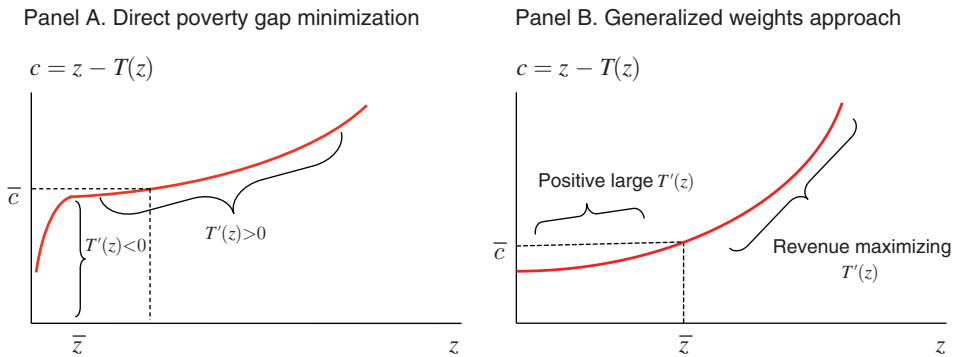 Panel A. Direct poverty gap minimization
c = z − T(z)
c̅
T′(z)<0
T′(z)>0
z̅
z
Panel B. Generalized weights approach
c = z − T(z)
Positive large T′(z)
c̅
Revenue maximizing
T′(z)
z̅
z